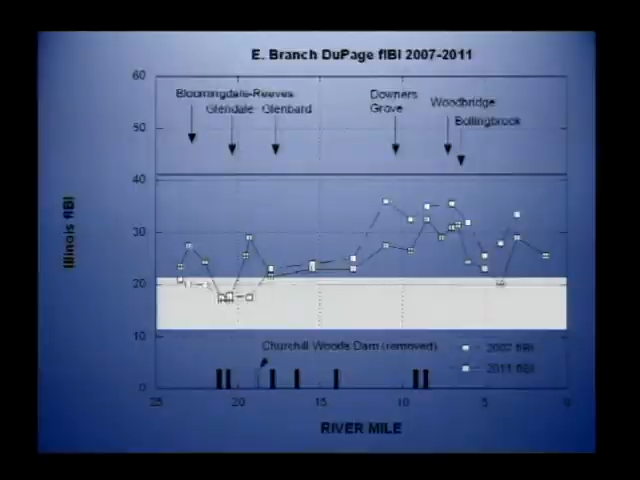 E. Branch DuPage fIBI 2007-2011
60
Bloomingdale-Reeves
Glendale Glenbard
Downers
Grove
Woodbridge
Bolingbrook
50
40
30
20
10
0
Illinois fIBI
Churchill Woods Dam (removed)
2007 fIBI
2011 fIBI
25 20 15 10 5 0
RIVER MILE